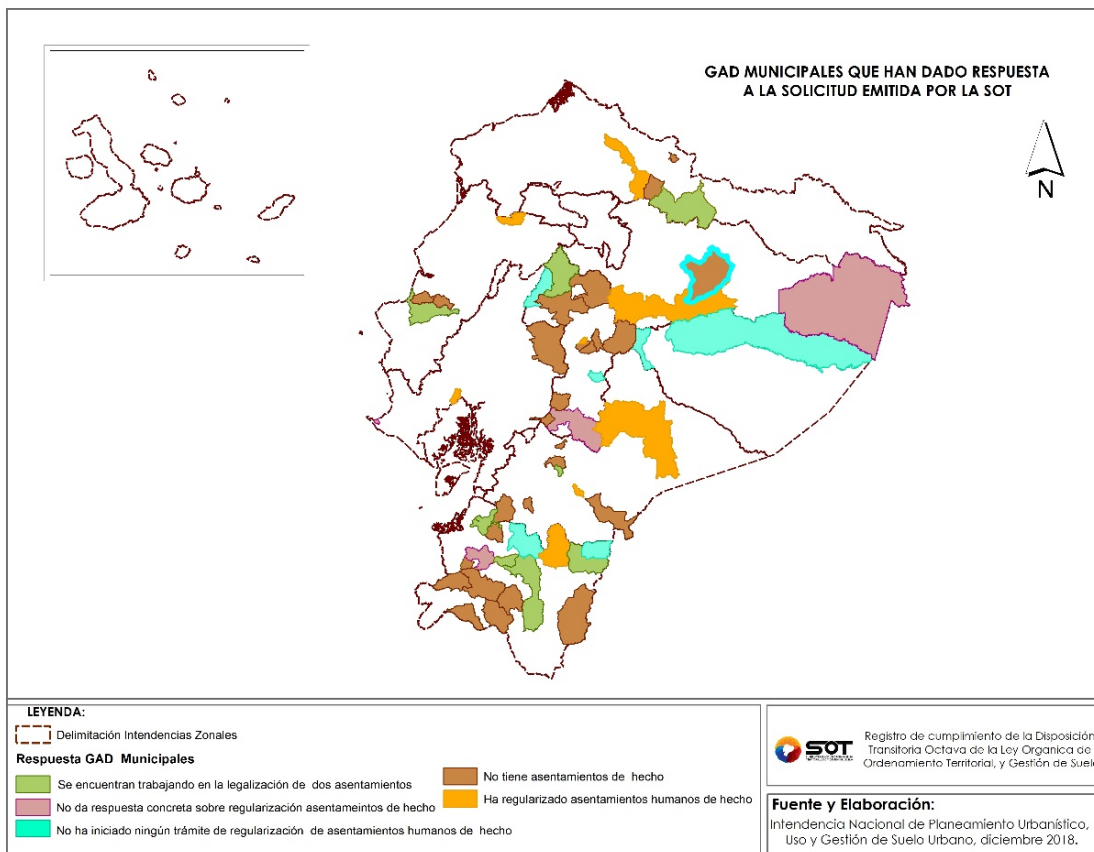 GAD MUNICIPALES QUE HAN DADO RESPUESTA
A LA SOLICITUD EMITIDA POR LA SOT
N
LEYENDA:
Delimitación Intendencias Zonales
Respuesta GAD Municipales
Se encuentran trabajando en la legalización de dos asentamientos
No da respuesta concreta sobre regularización asentameintos de hecho
No ha iniciado ningún trámite de regularización de asentamientos humanos de hecho
No tiene asentamientos de hecho
Ha regularizado asentamientos humanos de hecho
SOT
Registro de cumplimiento de la Disposición
Transitoria Octava de la Ley Organica de
Ordenamiento Territorial, y Gestión de Suel
Fuente y Elaboración:
Intendencia Nacional de Planeamiento Urbanístico,
Uso y Gestión de Suelo Urbano, diciembre 2018.